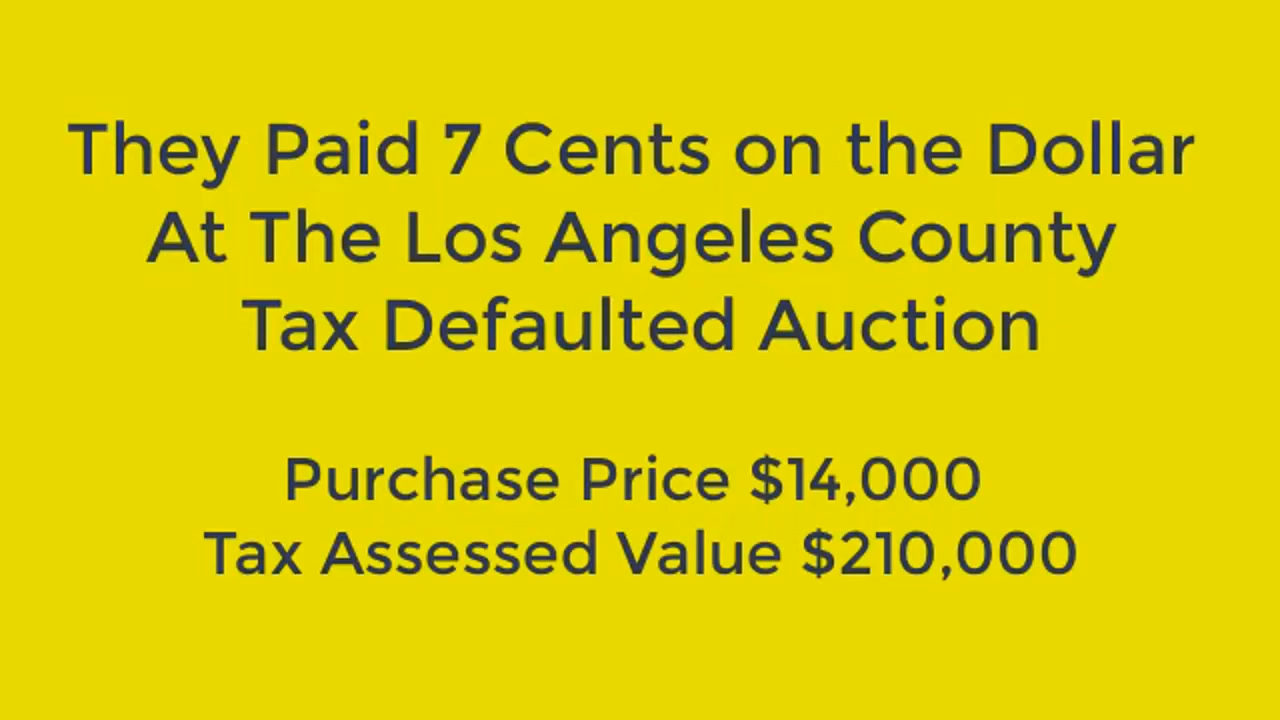 They Paid 7 Cents on the Dollar
At The Los Angeles County
Tax Defaulted Auction
Purchase Price $14,000
Tax Assessed Value $210,000